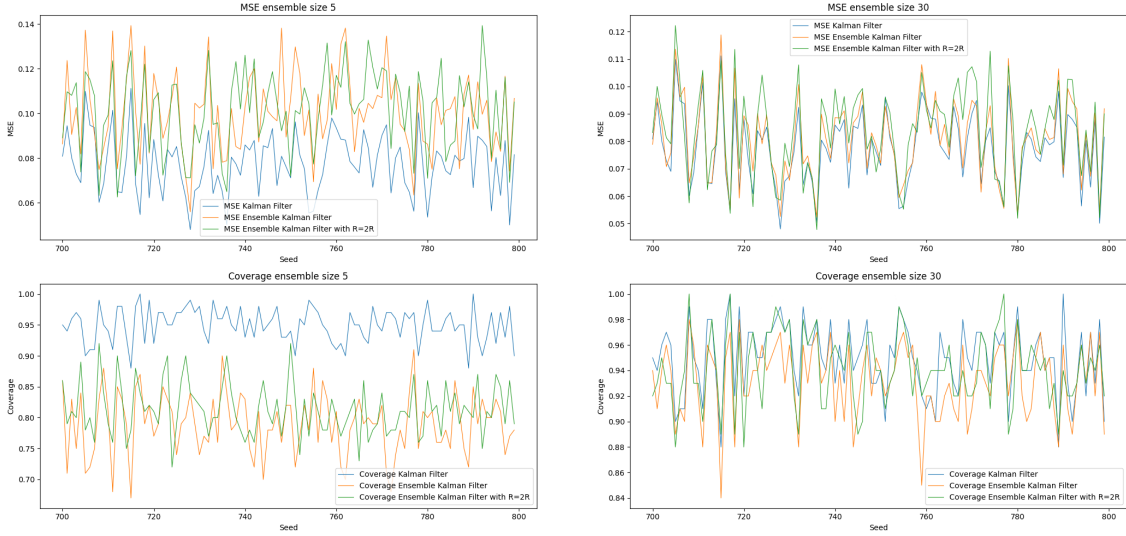 MSE ensemble size 5
0.14
0.12
0.10
0.08
0.06
MSE
MSE Kalman Filter
MSE Ensemble Kalman Filter
MSE Ensemble Kalman Filter with R=2R
700
720
740
760
780
800
Seed
MSE ensemble size 30
0.12
0.11
0.10
0.09
0.08
0.07
0.06
0.05
MSE
MSE Kalman Filter
MSE Ensemble Kalman Filter
MSE Ensemble Kalman Filter with R=2R
700
720
740
760
780
800
Seed
Coverage ensemble size 5
1.00
0.95
0.90
0.85
0.80
0.75
0.70
Coverage
Coverage Kalman Filter
Coverage Ensemble Kalman Filter
Coverage Ensemble Kalman Filter with R=2R
700
720
740
760
780
800
Seed
Coverage ensemble size 30
1.00
0.98
0.96
0.94
0.92
0.90
0.88
0.86
0.84
Coverage
Coverage Kalman Filter
Coverage Ensemble Kalman Filter
Coverage Ensemble Kalman Filter with R=2R
700
720
740
760
780
800
Seed